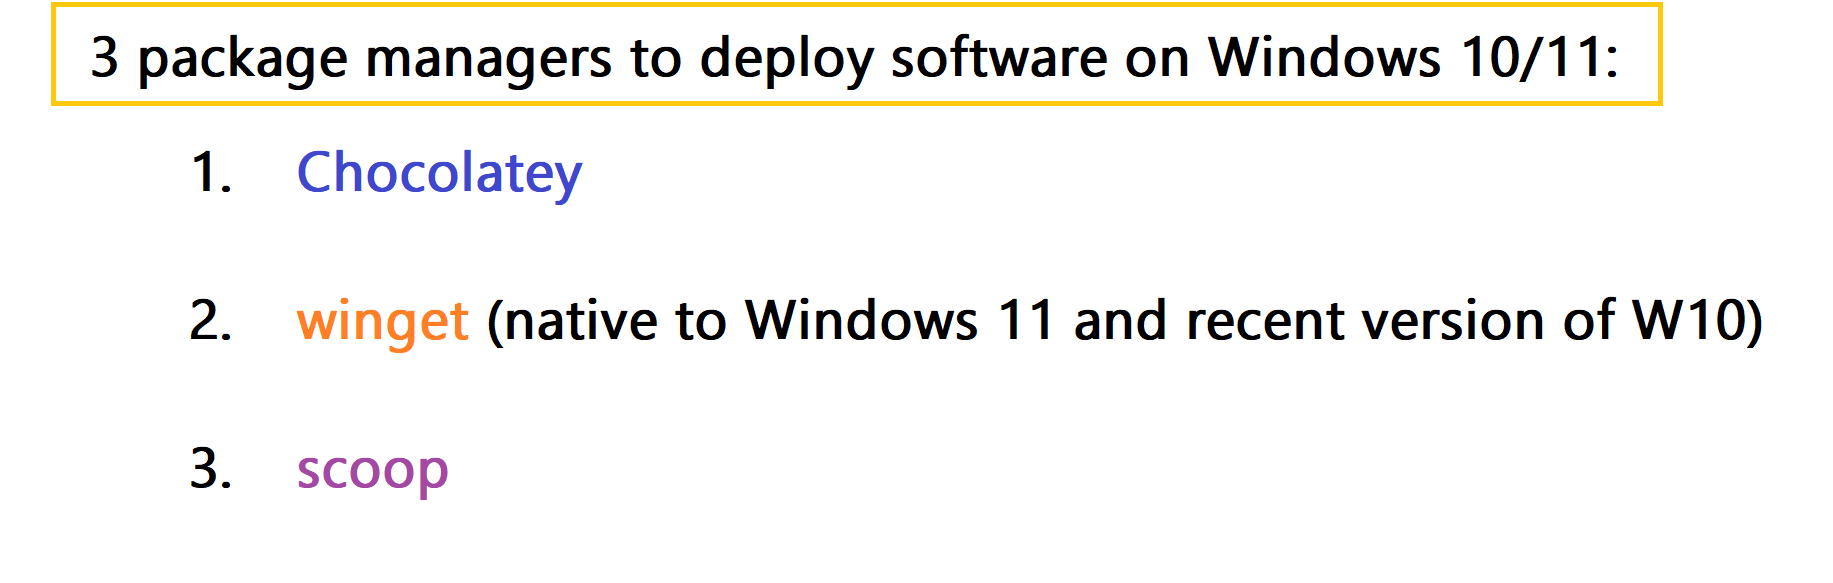 3 package managers to deploy software on Windows 10/11:
1. Chocolatey
2. winget (native to Windows 11 and recent version of W10)
3. scoop